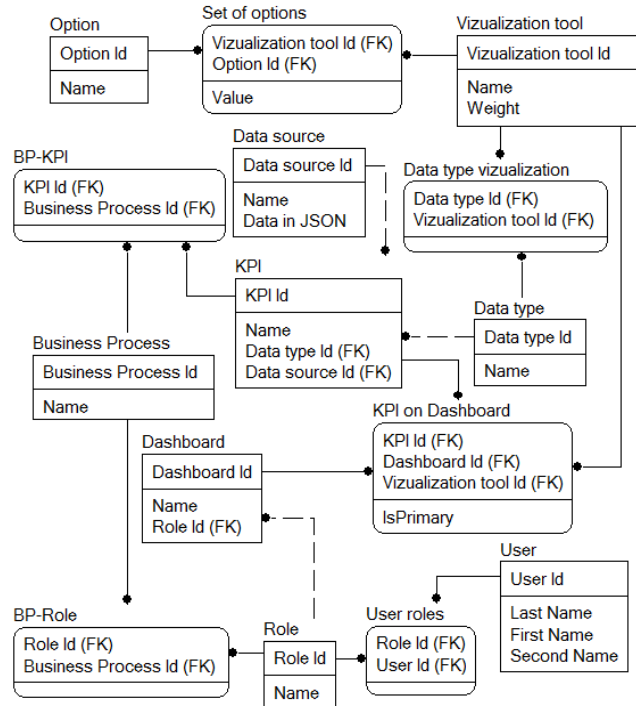 Option
Option Id
Name
Set of options
Vizualization tool Id (FK)
Option Id (FK)
Value
Vizualization tool
Vizualization tool Id
Name
Weight
BP-KPI
KPI Id (FK)
Business Process Id (FK)
Data source
Data source Id
Name
Data in JSON
Data type vizualization
Data type Id (FK)
Vizualization tool Id (FK)
KPI
KPI Id
Name
Data type Id (FK)
Data source Id (FK)
Data type
Data type Id
Name
Business Process
Business Process Id
Name
Dashboard
Dashboard Id
Name
Role Id (FK)
KPI on Dashboard
KPI Id (FK)
Dashboard Id (FK)
Vizualization tool Id (FK)
IsPrimary
User
User Id
Last Name
First Name
Second Name
BP-Role
Role Id (FK)
Business Process Id (FK)
Role
Role Id
Name
User roles
Role Id (FK)
User Id (FK)